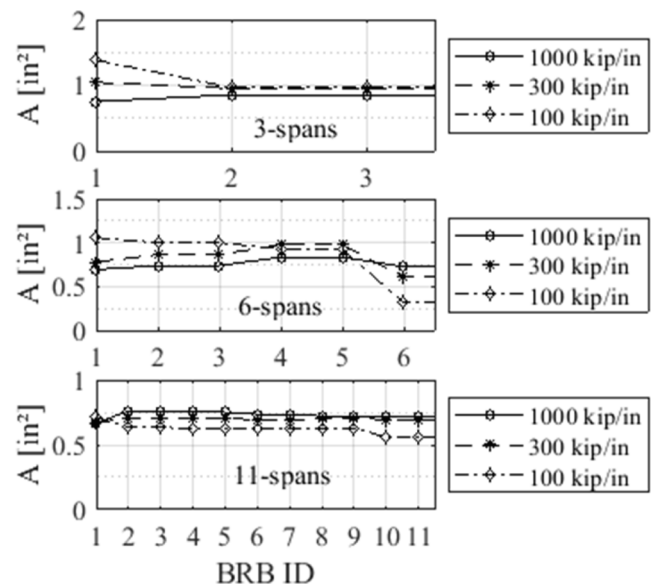 2
1
0
A [in²]
3-spans
1 2 3
1000 kip/in
300 kip/in
100 kip/in
1.5
1
0.5
0
A [in²]
6-spans
1 2 3 4 5 6
1000 kip/in
300 kip/in
100 kip/in
1
0.5
0
A [in²]
11-spans
1 2 3 4 5 6 7 8 9 10 11
BRB ID
1000 kip/in
300 kip/in
100 kip/in